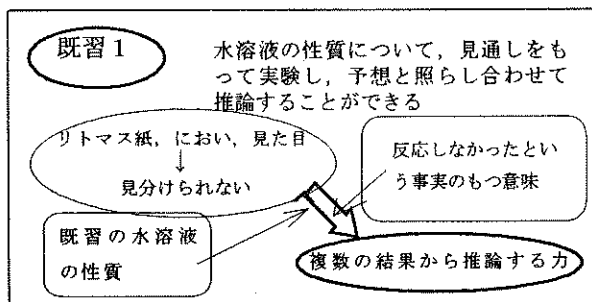 既習1
水溶液の性質について，見通しをも
って実験し，予想と照らし合わせて
推論することができる
リトマス紙，におい，見た目
↓
見分けられない
反応しなかったとい
う事実のもつ意味
既習の水溶液
の性質
複数の結果から推論する力